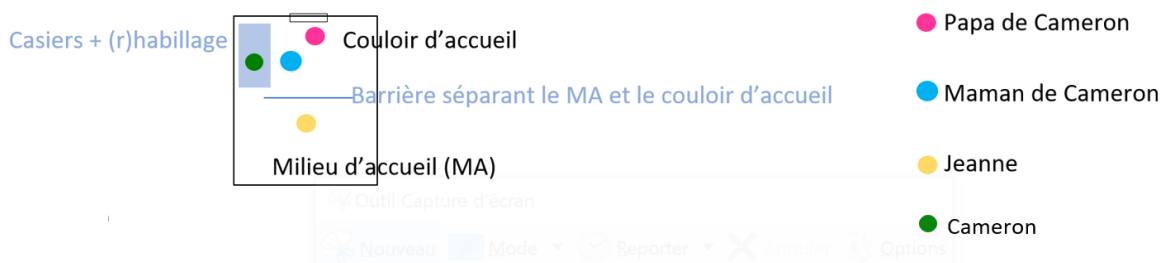 Papa de Cameron
Casiers + (r)habillage
Couloir d'accueil
Barrière séparant le MA et le couloir d'accueil
Maman de Cameron
Milieu d'accueil (MA)
Jeanne
Outil Capture d'écran
Cameron
Nouveau Mode Reporter Annuler Options